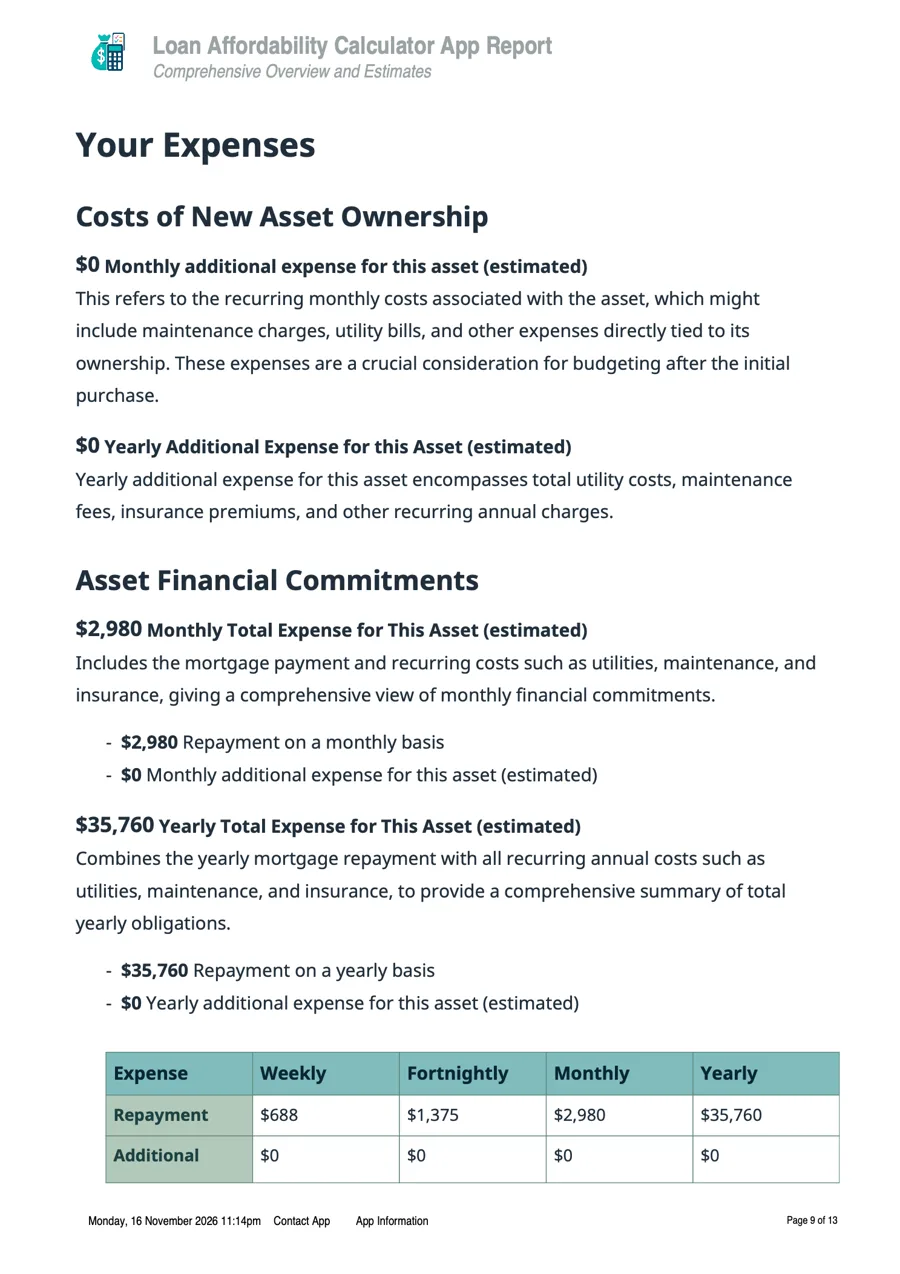 Loan Affordability Calculator App Report
Comprehensive Overview and Estimates
Your Expenses
Costs of New Asset Ownership
$0 Monthly additional expense for this asset (estimated)
This refers to the recurring monthly costs associated with the asset, which might
include maintenance charges, utility bills, and other expenses directly tied to its
ownership. These expenses are a crucial consideration for budgeting after the initial
purchase.
$0 Yearly Additional Expense for this Asset (estimated)
Yearly additional expense for this asset encompasses total utility costs, maintenance
fees, insurance premiums, and other recurring annual charges.
Asset Financial Commitments
$2,980 Monthly Total Expense for This Asset (estimated)
Includes the mortgage payment and recurring costs such as utilities, maintenance, and
insurance, giving a comprehensive view of monthly financial commitments.
- $2,980 Repayment on a monthly basis
- $0 Monthly additional expense for this asset (estimated)
$35,760 Yearly Total Expense for This Asset (estimated)
Combines the yearly mortgage repayment with all recurring annual costs such as
utilities, maintenance, and insurance, to provide a comprehensive summary of total
yearly obligations.
- $35,760 Repayment on a yearly basis
- $0 Yearly additional expense for this asset (estimated)
Expense Weekly Fortnightly Monthly Yearly
Repayment $688 $1,375 $2,980 $35,760
Additional $0 $0 $0 $0
Monday, 16 November 2026 11:14pm Contact App App Information Page 9 of 13